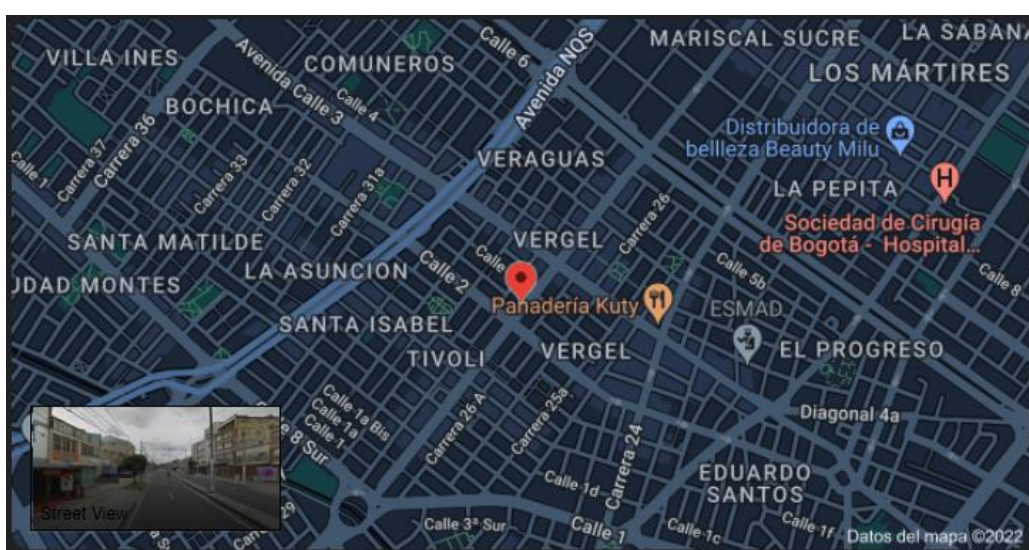 VILLA INES
COMUNEROS
Calle 6
Avenida NQS
MARISCAL SUCRE
LA SABANA
LOS MÁRTIRES
Avenida Calle 3
Calle 4
BOCHICA
Carrera 36
Carrera 37
Calle 1
Carrera 33
Carrera 32
Carrera 31a
VERAGUAS
Distribuidora de
bellleza Beauty Milu
H
LA PEPITA
Carrera 26
Sociedad de Cirugía
de Bogotá - Hospital...
SANTA MATILDE
VERGEL
LA ASUNCION
Calle 2
Calle
Calle 5b
Calle 8
UDAD MONTES
Panadería Kuty
ESMAD
SANTA ISABEL
TIVOLI
VERGEL
EL PROGRESO
Calle 1a Bis
Calle 1a
Calle 1
Carrera 26 A
Carrera 25a
Diagonal 4a
Calle 8 Sur
Carrera 24
EDUARDO
SANTOS
Calle 1d
Street View
29
Calle 3ª Sur
Calle 1
Calle 1c
Calle 1f
Datos del mapa ©2022